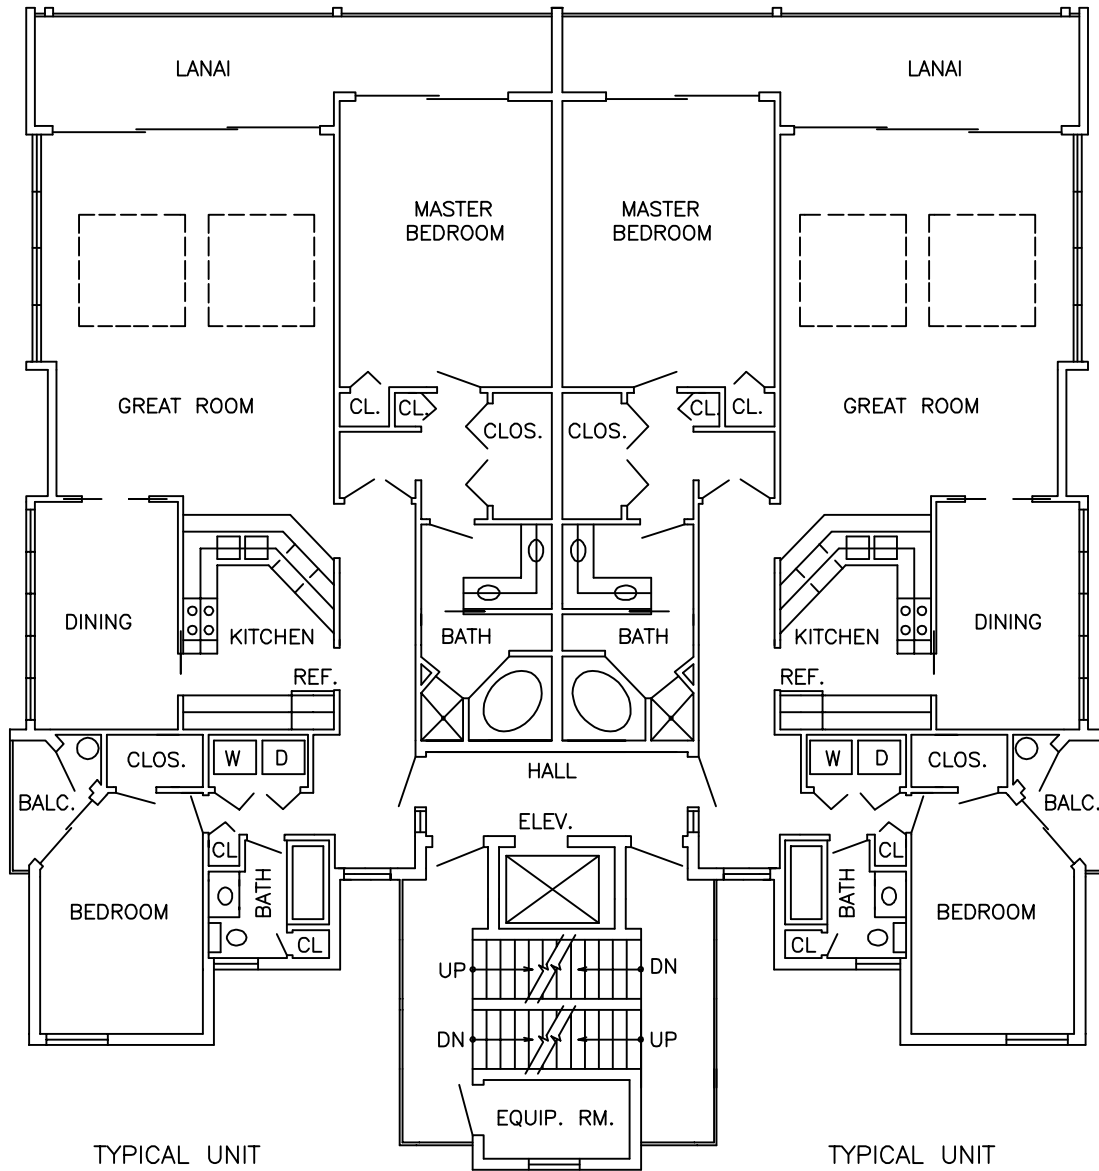 LANAI
LANAI
MASTER
BEDROOM
MASTER
BEDROOM
GREAT ROOM
CL.
CL.
CLOS.
CLOS.
CL.
CL.
GREAT ROOM
DINING
KITCHEN
BATH
BATH
KITCHEN
DINING
REF.
REF.
BALC.
CLOS.
W
D
HALL
W
D
CLOS.
BALC.
ELEV.
CL
CL
BEDROOM
BATH
BATH
BEDROOM
CL
CL
UP
DN
DN
UP
EQUIP. RM.
TYPICAL UNIT
TYPICAL UNIT